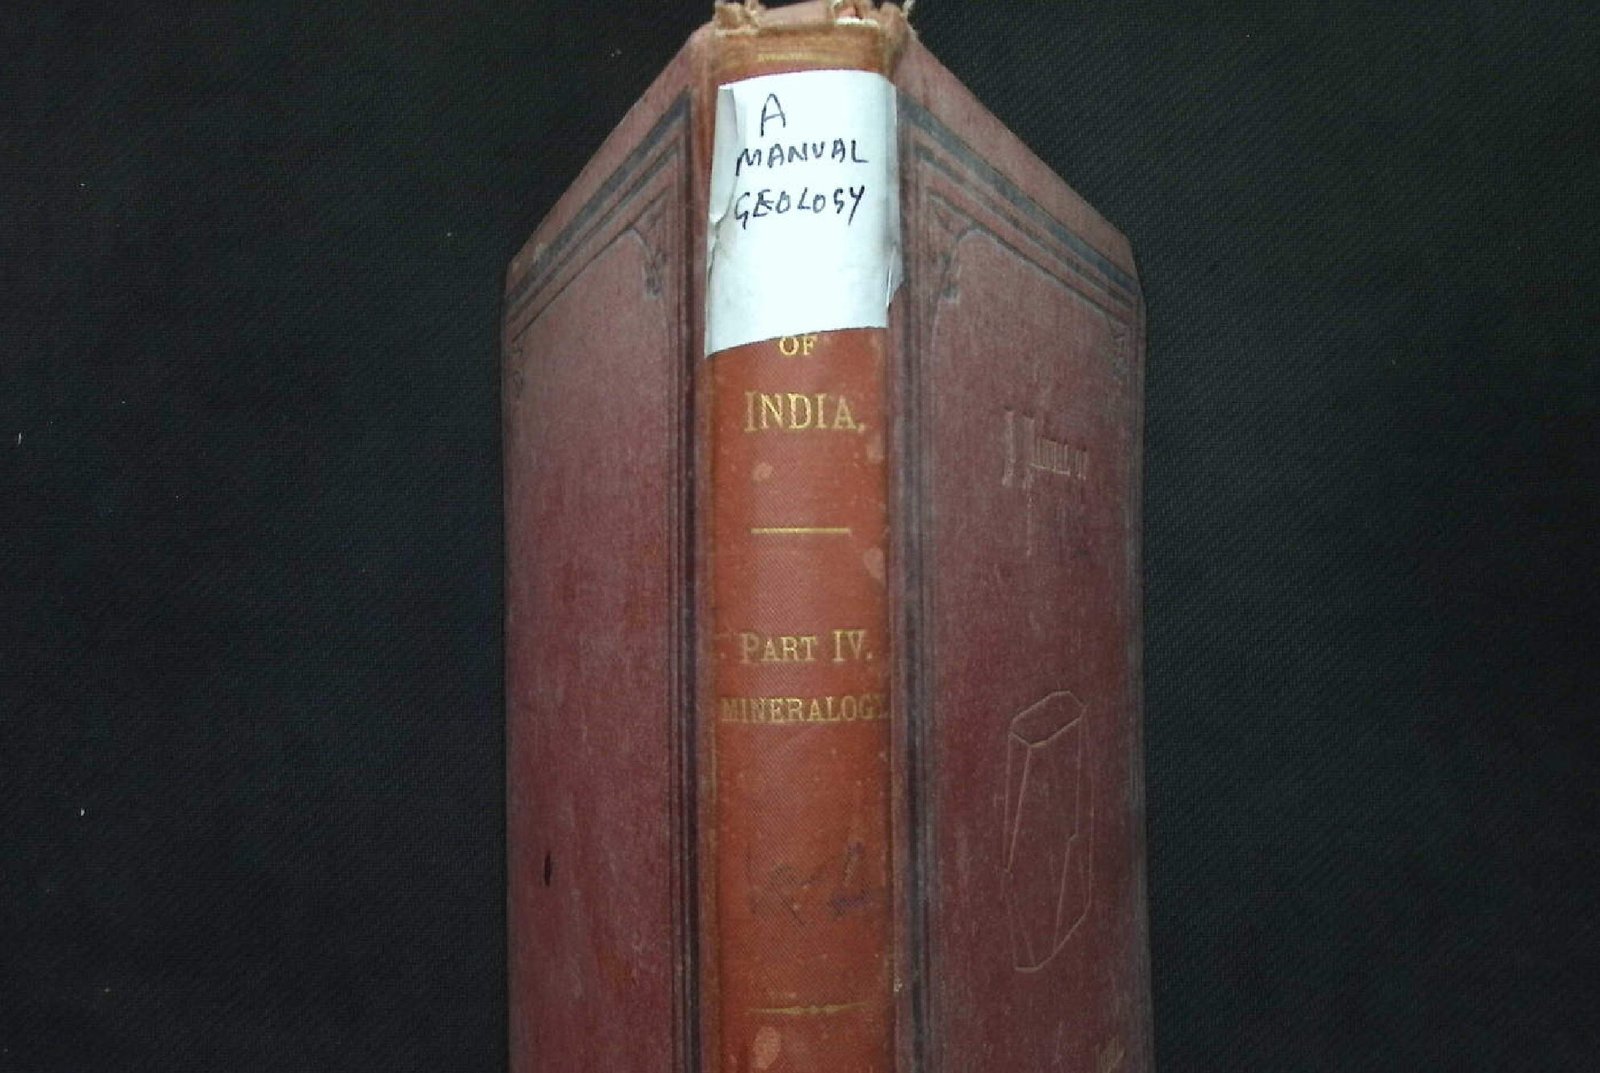 A
MANUAL
GEOLOGY
OF
INDIA.
PART IV.
MINERALOGY